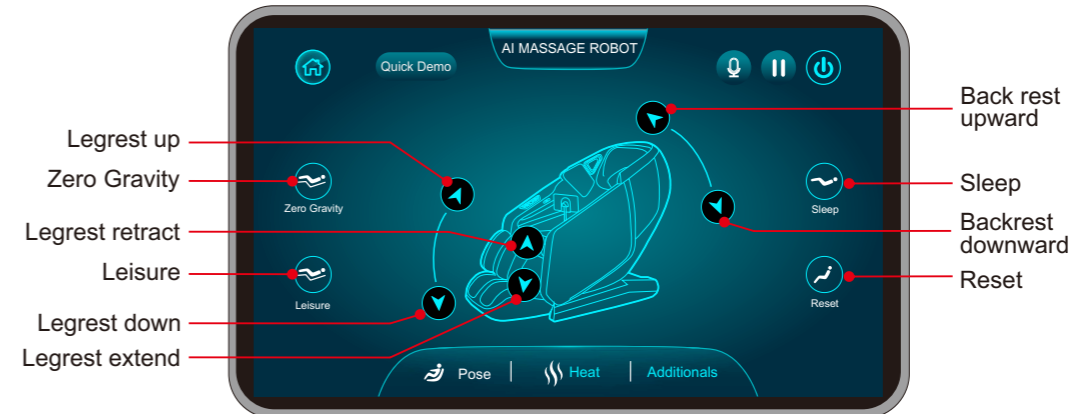 AI MASSAGE ROBOT
Quick Demo
Legrest up
Zero Gravity
Legrest retract
Leisure
Legrest down
Legrest extend
Zero Gravity
Leisure
Back rest
upward
Sleep
Backrest
downward
Reset
Sleep
Reset
Pose | Heat | Additionals